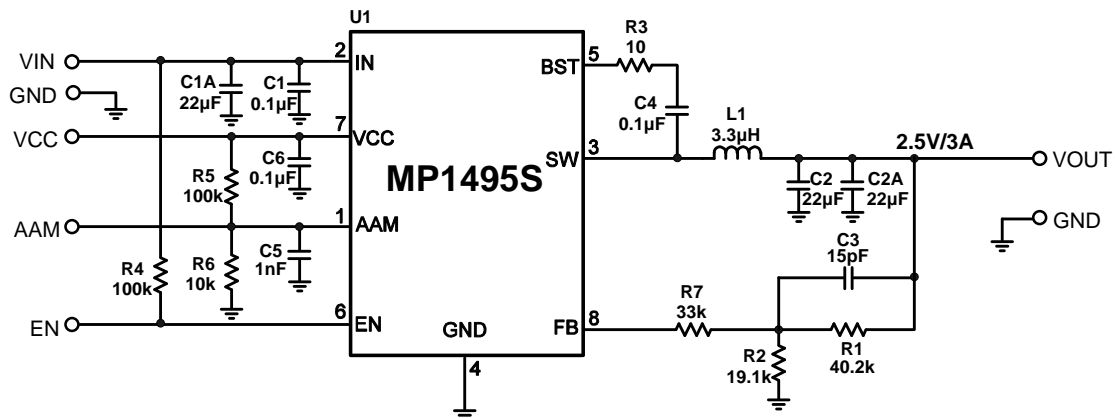 U1
VIN
GND
VCC
AAM
EN
2
IN
7
VCC
1
AAM
6
EN
C1A
22µF
C1
0.1µF
C6
0.1µF
R5
100k
R6
10k
C5
1nF
R4
100k
MP1495S
GND
4
5
BST
3
SW
8
FB
R3
10
C4
0.1µF
L1
3.3µH
2.5V/3A
VOUT
C2
22µF
C2A
22µF
GND
C3
15pF
R7
33k
R2
19.1k
R1
40.2k